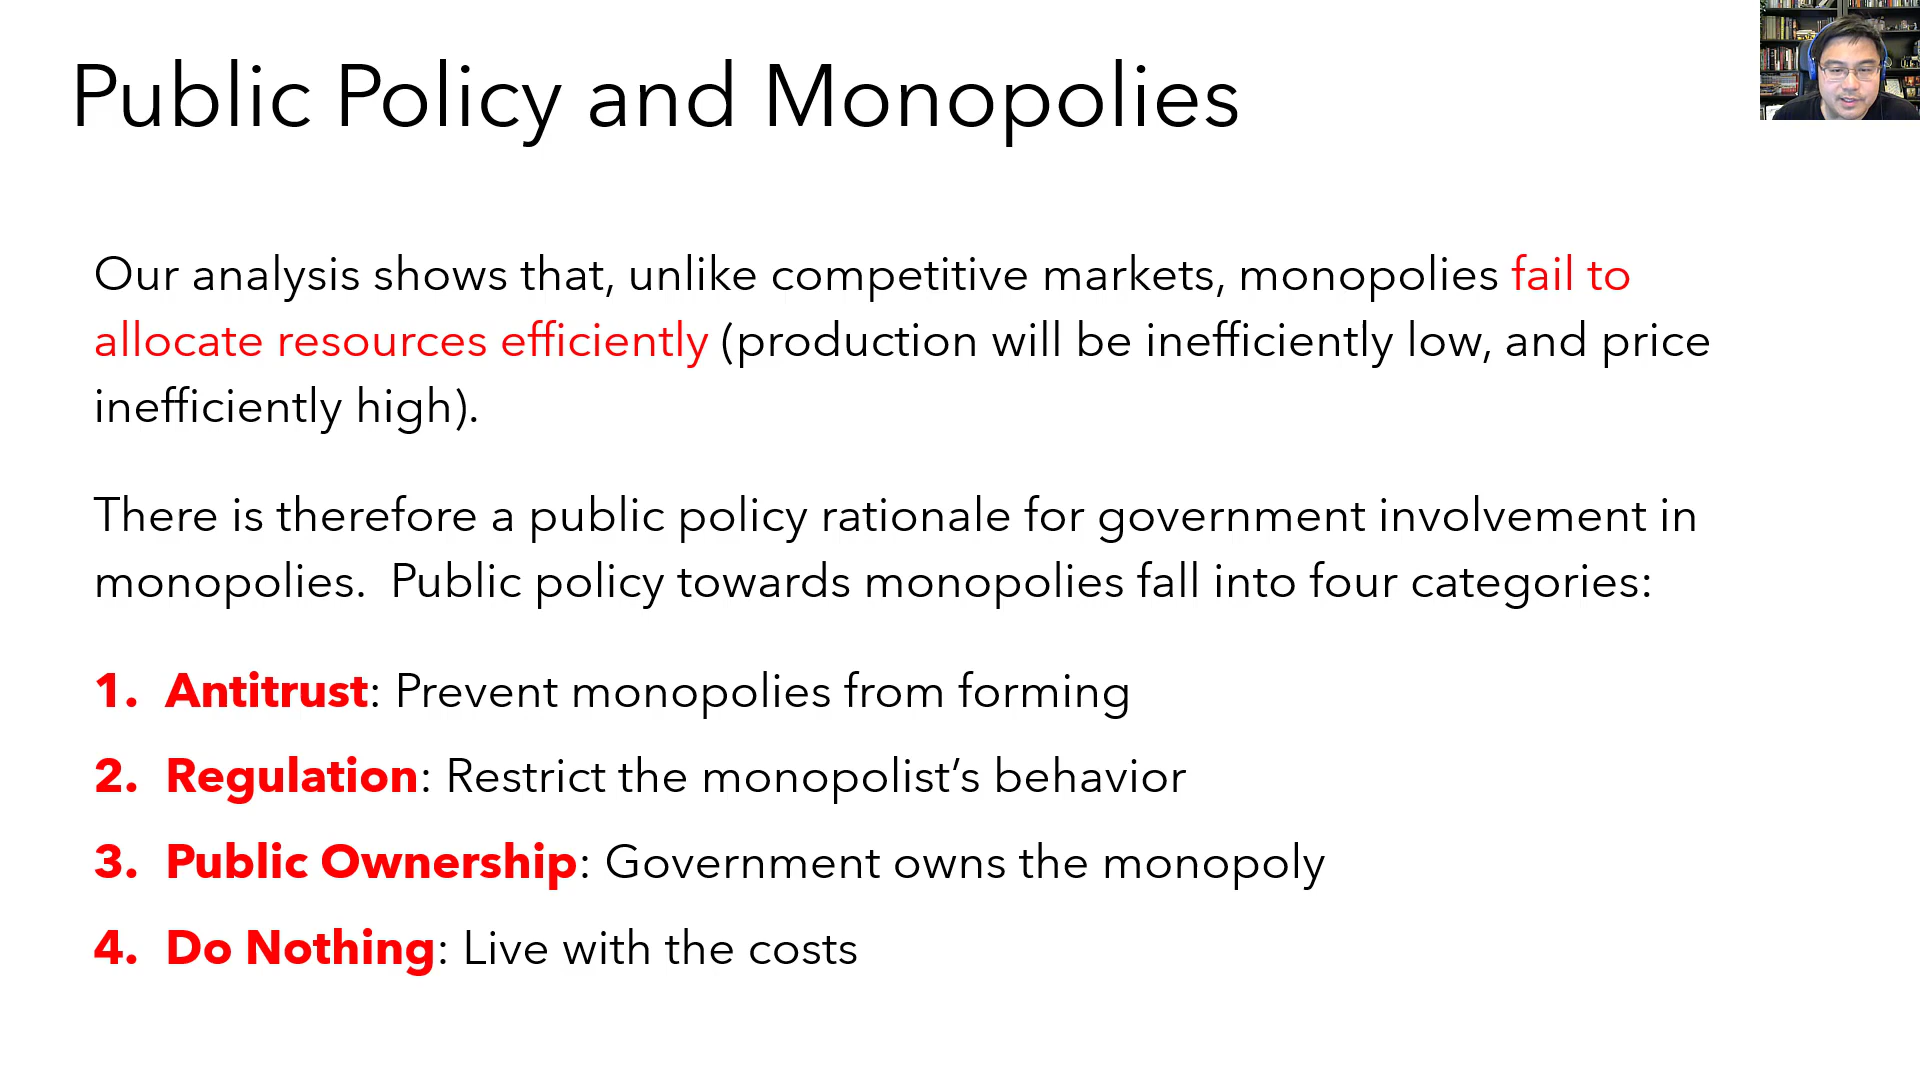 Public Policy and Monopolies
Our analysis shows that, unlike competitive markets, monopolies fail to
allocate resources efficiently (production will be inefficiently low, and price
inefficiently high).
There is therefore a public policy rationale for government involvement in
monopolies.  Public policy towards monopolies fall into four categories:
1. Antitrust: Prevent monopolies from forming
2. Regulation: Restrict the monopolist’s behavior
3. Public Ownership: Government owns the monopoly
4. Do Nothing: Live with the costs